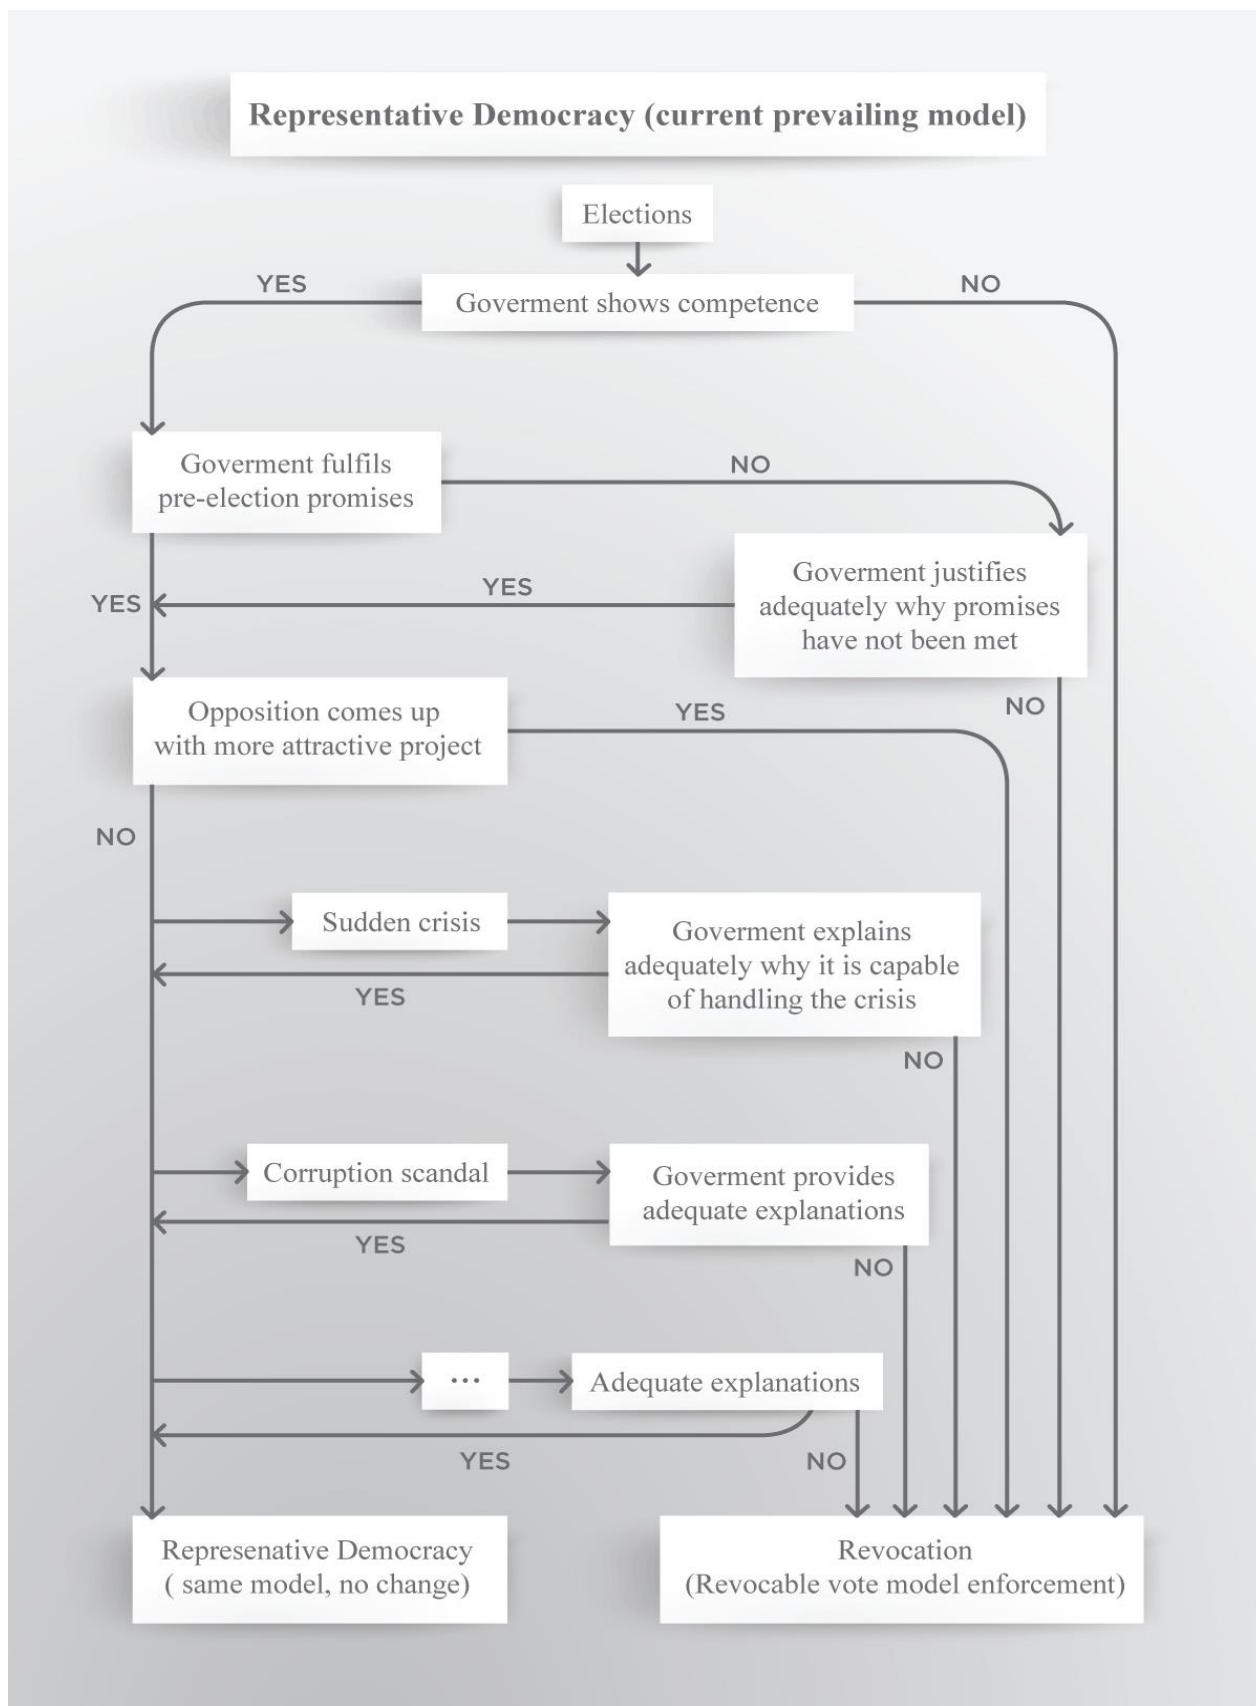 Representative Democracy (current prevailing model)
Elections
YES
NO
Goverment shows competence
Goverment fulfils
pre-election promises
NO
Goverment justifies
adequately why promises
have not been met
YES
YES
Opposition comes up
with more attractive project
YES
NO
NO
Sudden crisis
Goverment explains
adequately why it is capable
of handling the crisis
YES
NO
Corruption scandal
Goverment provides
adequate explanations
YES
NO
...
Adequate explanations
YES
NO
Represenative Democracy
( same model, no change)
Revocation
(Revocable vote model enforcement)